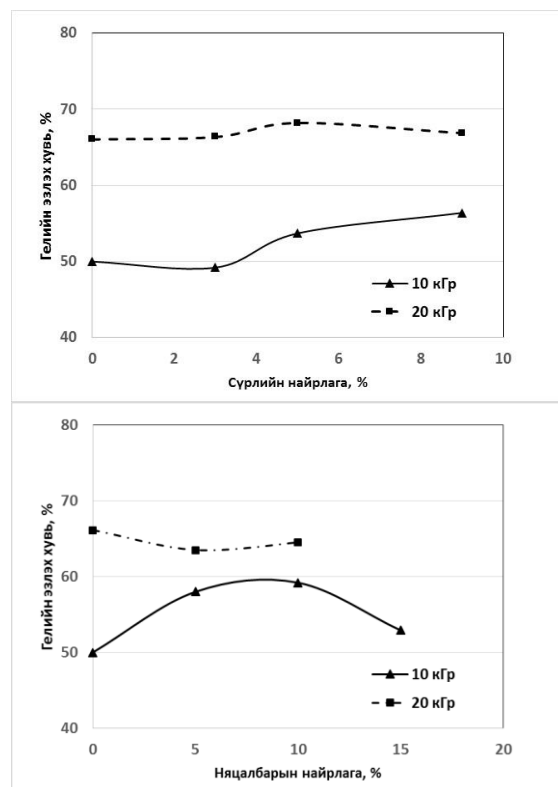 80
70
60
50
40
Гелийн эзлэх хувь, %
10 кГр
20 кГр
0 2 4 6 8 10
Сүрлийн найрлага, %
80
70
60
50
40
Гелийн эзлэх хувь, %
10 кГр
20 кГр
0 5 10 15 20
Няцалбарын найрлага, %